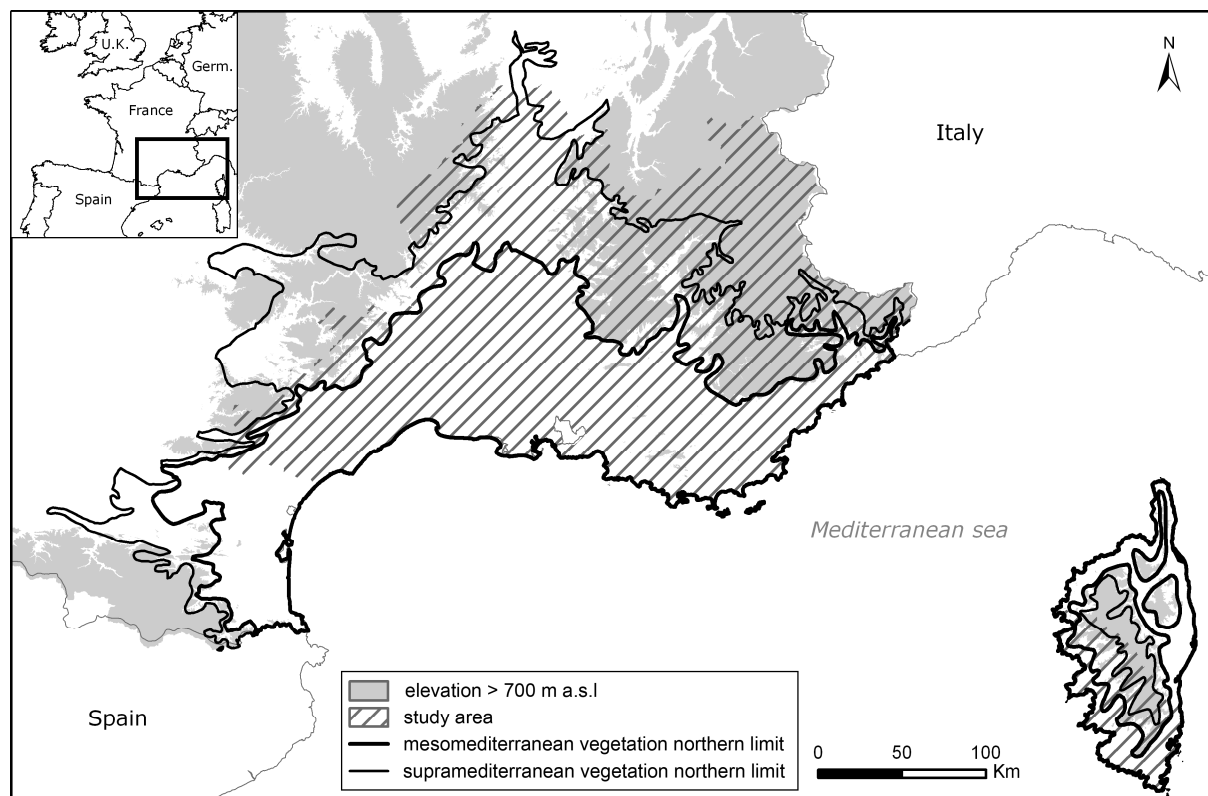 U.K.
Germ.
France
Spain
N
Italy
Mediterranean sea
Spain
elevation > 700 m a.s.l
study area
mesomediterranean vegetation northern limit
supramediterranean vegetation northern limit
0 50 100
Km